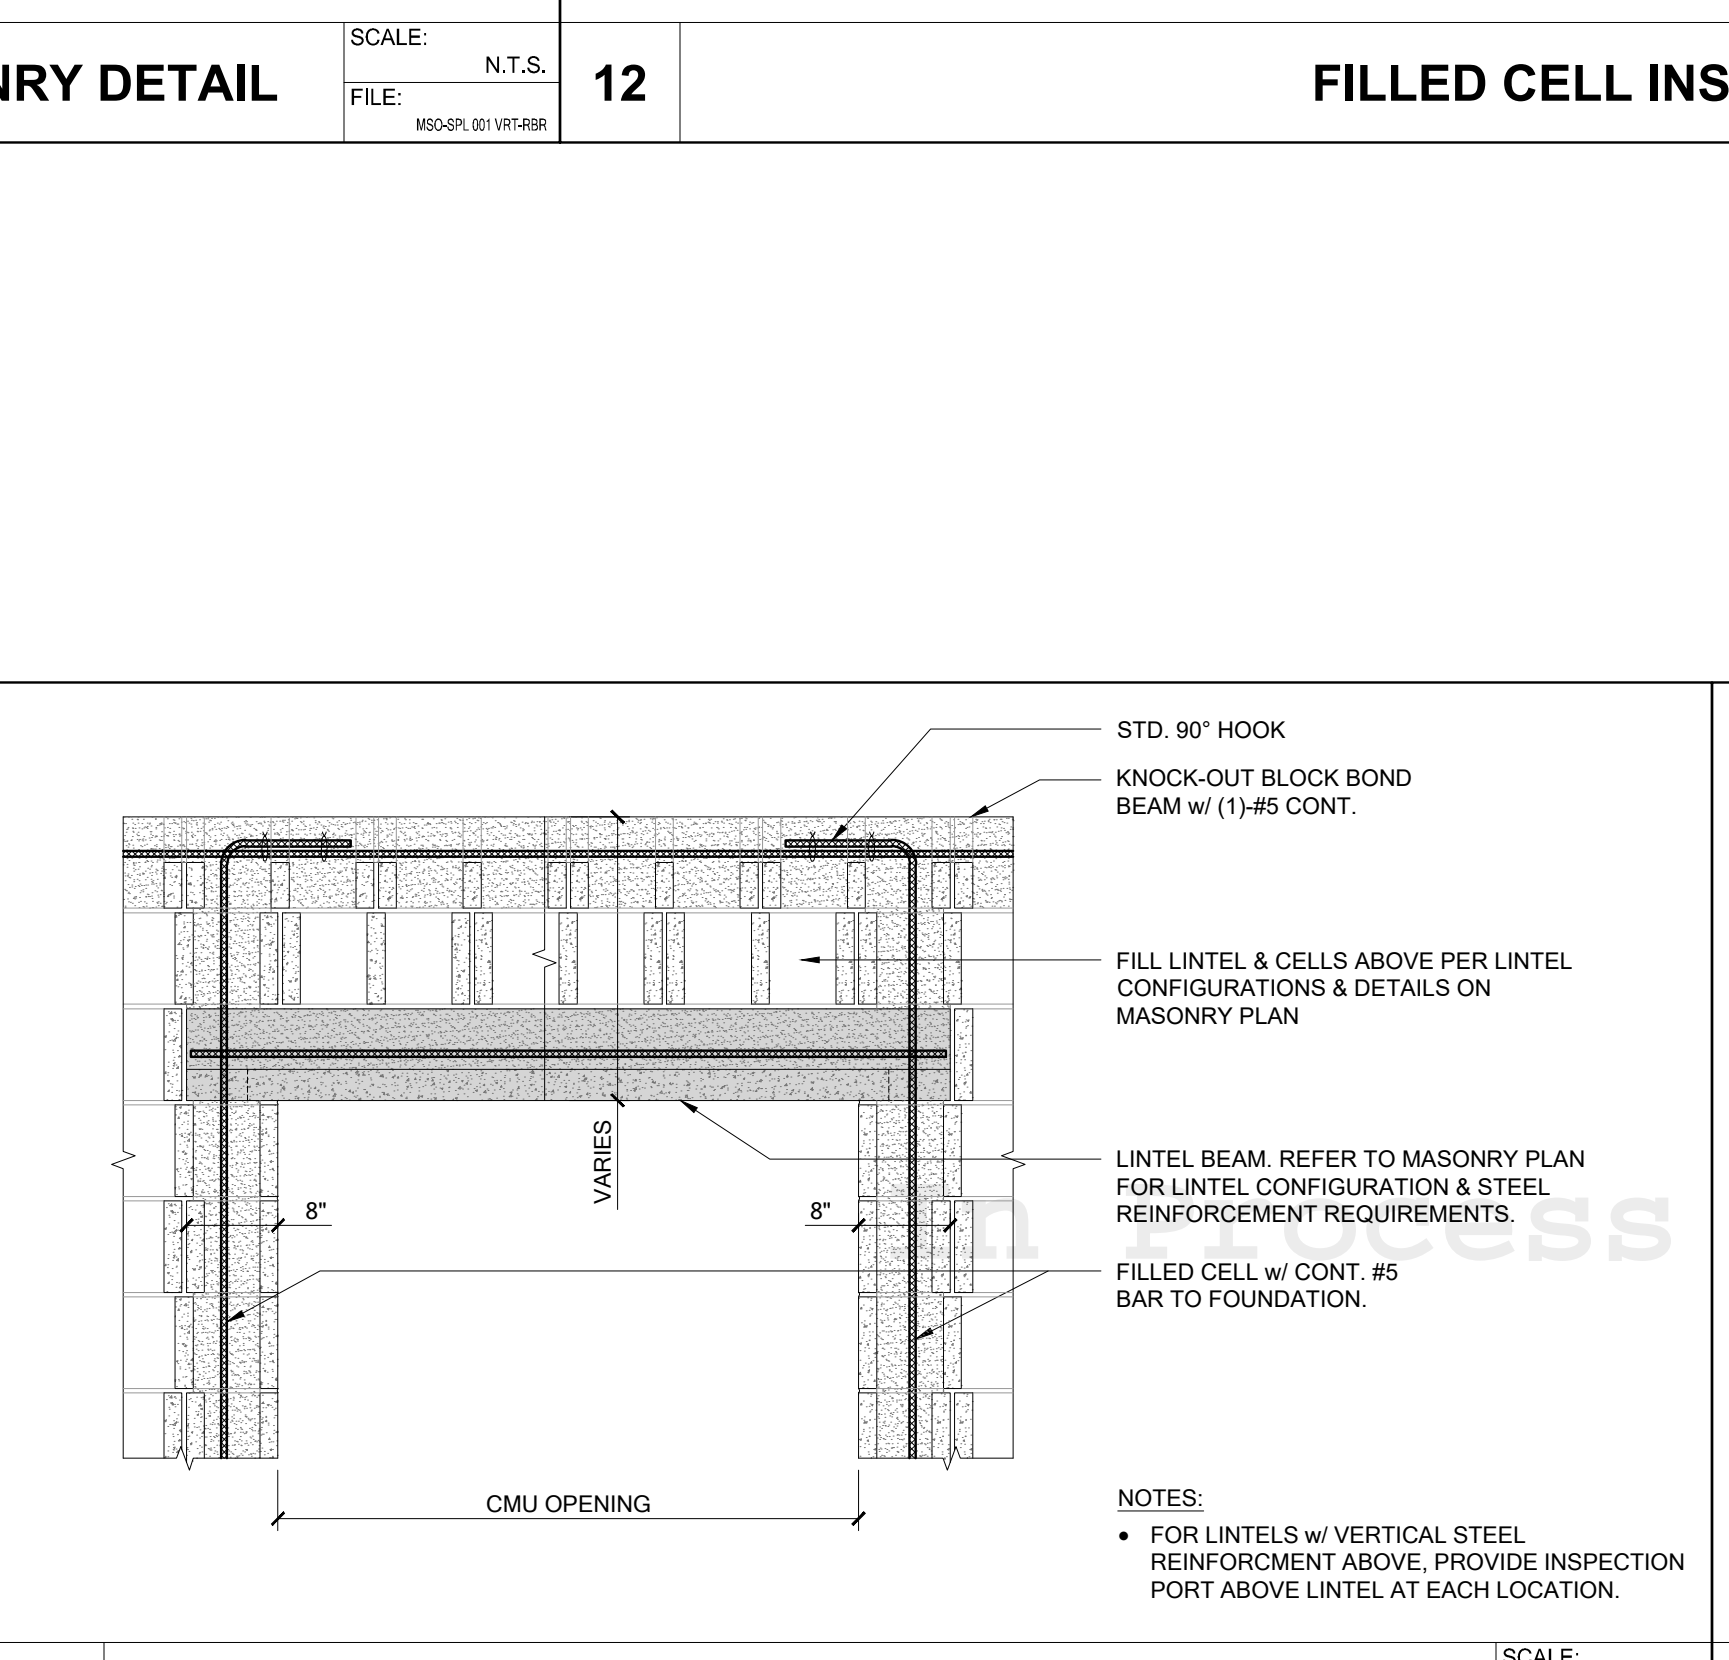 NRY DETAIL
SCALE:
N.T.S.
FILE:
MSO-SPL 001 VRT-RBR
12
FILLED CELL INS
STD. 90° HOOK
KNOCK-OUT BLOCK BOND
BEAM w/ (1)-#5 CONT.
FILL LINTEL & CELLS ABOVE PER LINTEL
CONFIGURATIONS & DETAILS ON
MASONRY PLAN
VARIES
LINTEL BEAM. REFER TO MASONRY PLAN
FOR LINTEL CONFIGURATION & STEEL
REINFORCEMENT REQUIREMENTS.
In Process
8"
8"
FILLED CELL w/ CONT. #5
BAR TO FOUNDATION.
CMU OPENING
NOTES:
• FOR LINTELS w/ VERTICAL STEEL
REINFORCMENT ABOVE, PROVIDE INSPECTION
PORT ABOVE LINTEL AT EACH LOCATION.
SCALE: